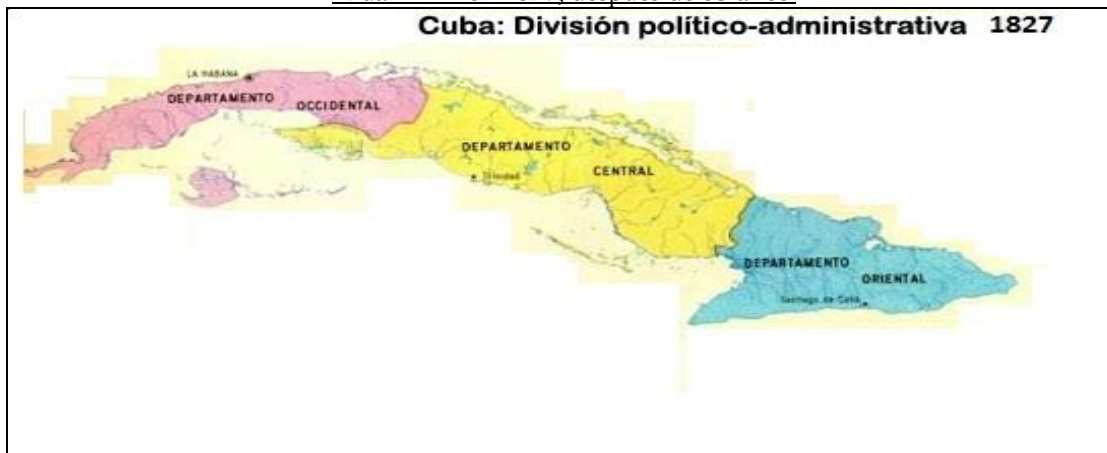 Cuba: División político-administrativa 1827
LA HABANA
DEPARTAMENTO OCCIDENTAL
DEPARTAMENTO CENTRAL
Trinidad
DEPARTAMENTO ORIENTAL
Santiago de Cuba